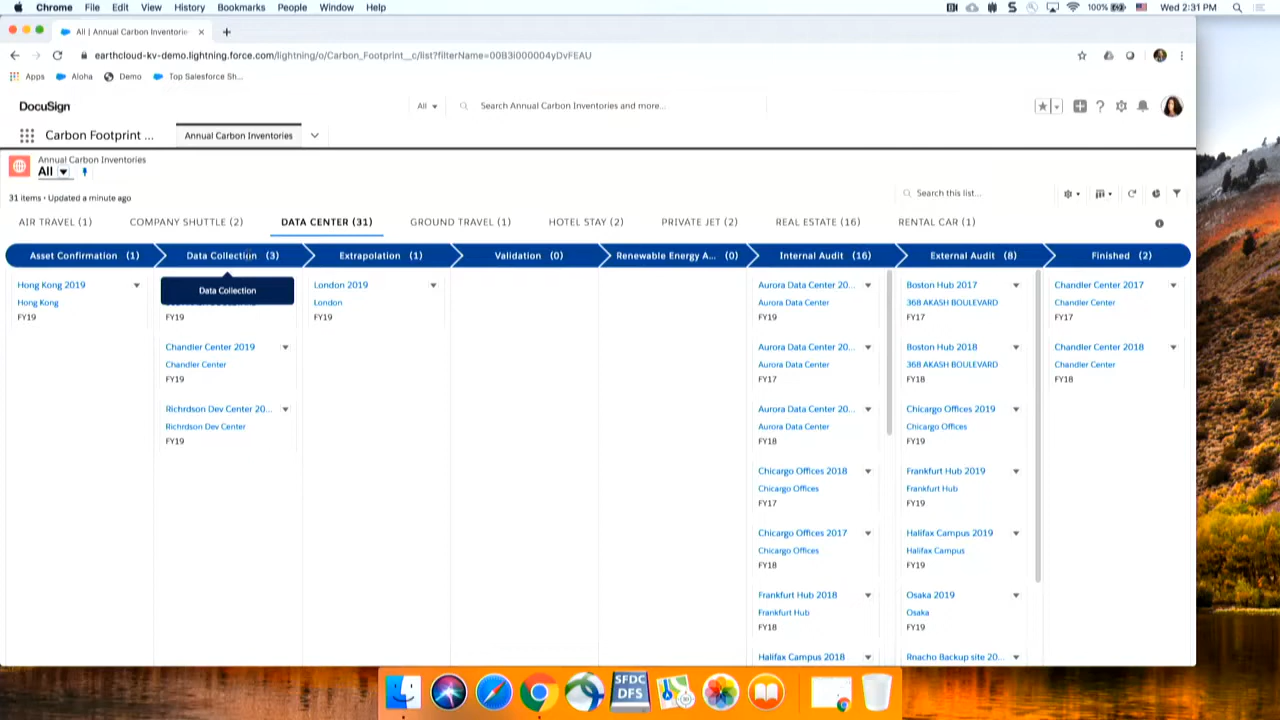 Chrome File Edit View History Bookmarks People Window Help
100% Wed 2:31 PM
All | Annual Carbon Inventorie
earthcloud-kv-demo.lightning.force.com/lightning/o/Carbon_Footprint__c/list?filterName=00B3i000004yDvFEAU
Apps Aloha Demo Top Salesforce Sh...
DocuSign
All Search Annual Carbon Inventories and more...
Carbon Footprint ... Annual Carbon Inventories
Annual Carbon Inventories
All
31 items • Updated a minute ago
Search this list...
AIR TRAVEL (1) COMPANY SHUTTLE (2) DATA CENTER (31) GROUND TRAVEL (1) HOTEL STAY (2) PRIVATE JET (2) REAL ESTATE (16) RENTAL CAR (1)
Asset Confirmation (1) Data Collection (3) Extrapolation (1) Validation (0) Renewable Energy A... (0) Internal Audit (16) External Audit (8) Finished (2)
Hong Kong 2019
Hong Kong
FY19
Data Collection
FY19
Chandler Center 2019
Chandler Center
FY19
Richrdson Dev Center 20...
Richrdson Dev Center
FY19
London 2019
London
FY19
Aurora Data Center 20...
Aurora Data Center
FY19
Aurora Data Center 20...
Aurora Data Center
FY17
Aurora Data Center 20...
Aurora Data Center
FY18
Chicargo Offices 2018
Chicargo Offices
FY17
Chicargo Offices 2017
Chicargo Offices
FY18
Frankfurt Hub 2018
Frankfurt Hub
FY18
Halifax Campus 2018
Boston Hub 2017
368 AKASH BOULEVARD
FY17
Boston Hub 2018
368 AKASH BOULEVARD
FY18
Chicargo Offices 2019
Chicargo Offices
FY19
Frankfurt Hub 2019
Frankfurt Hub
FY19
Halifax Campus 2019
Halifax Campus
FY19
Osaka 2019
Osaka
FY19
Rnacho Backup site 20...
Chandler Center 2017
Chandler Center
FY17
Chandler Center 2018
Chandler Center
FY18
SFDC
DFS